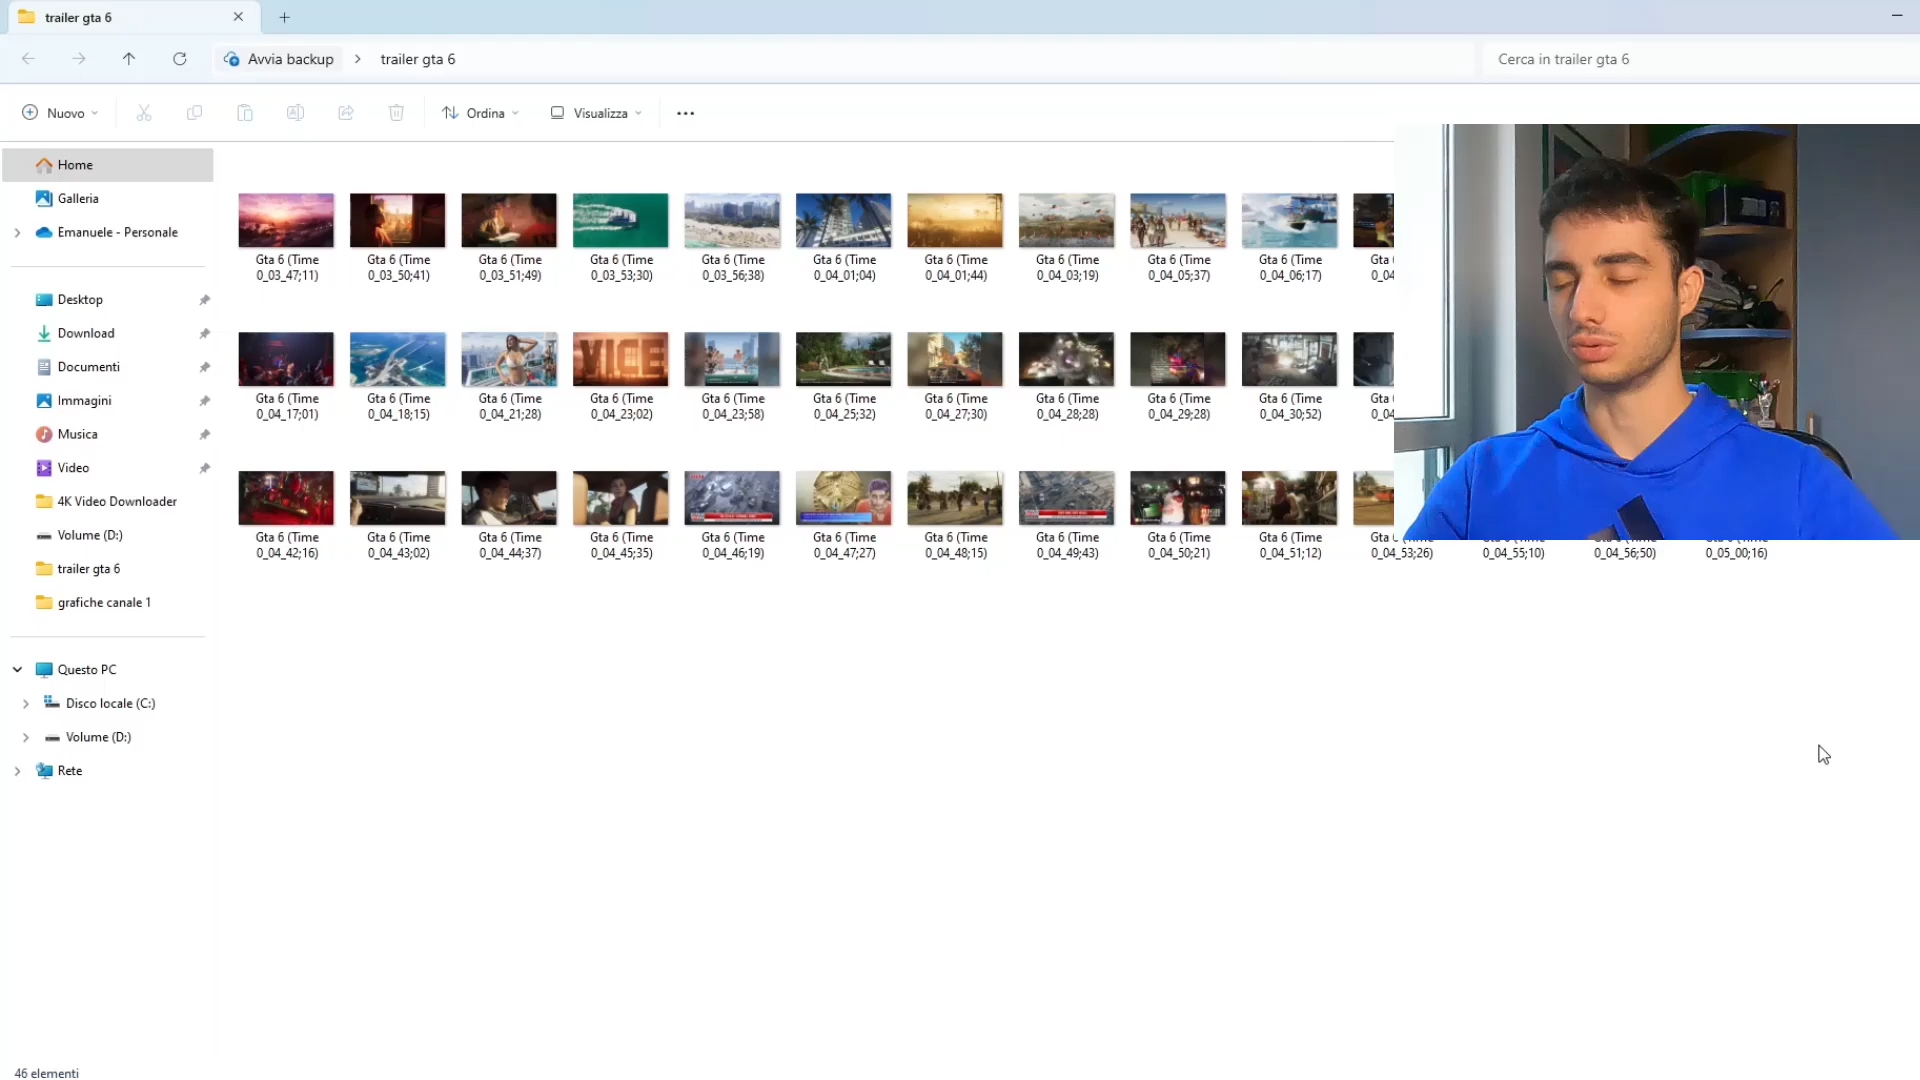 trailer gta 6
Avvia backup
trailer gta 6
Cerca in trailer gta 6
Nuovo
Ordina
Visualizza
Home
Galleria
Emanuele - Personale
Desktop
Download
Documenti
Immagini
Musica
Video
4K Video Downloader
Volume (D:)
trailer gta 6
grafiche canale 1
Questo PC
Disco locale (C:)
Volume (D:)
Rete
Gta 6 (Time
0_03_47;11)
Gta 6 (Time
0_03_50;41)
Gta 6 (Time
0_03_51;49)
Gta 6 (Time
0_03_53;30)
Gta 6 (Time
0_03_56;38)
Gta 6 (Time
0_04_01;04)
Gta 6 (Time
0_04_01;44)
Gta 6 (Time
0_04_03;19)
Gta 6 (Time
0_04_05;37)
Gta 6 (Time
0_04_06;17)
Gta
0_04
VICE
Gta 6 (Time
0_04_17;01)
Gta 6 (Time
0_04_18;15)
Gta 6 (Time
0_04_21;28)
Gta 6 (Time
0_04_23;02)
Gta 6 (Time
0_04_23;58)
Gta 6 (Time
0_04_25;32)
Gta 6 (Time
0_04_27;30)
Gta 6 (Time
0_04_28;28)
Gta 6 (Time
0_04_29;28)
Gta 6 (Time
0_04_30;52)
Gta
0_04
Gta 6 (Time
0_04_42;16)
Gta 6 (Time
0_04_43;02)
Gta 6 (Time
0_04_44;37)
Gta 6 (Time
0_04_45;35)
Gta 6 (Time
0_04_46;19)
Gta 6 (Time
0_04_47;27)
Gta 6 (Time
0_04_48;15)
Gta 6 (Time
0_04_49;43)
Gta 6 (Time
0_04_50;21)
Gta 6 (Time
0_04_51;12)
0_04_53;26)
0_04_55;10)
0_04_56;50)
0_05_00;16)
46 elementi